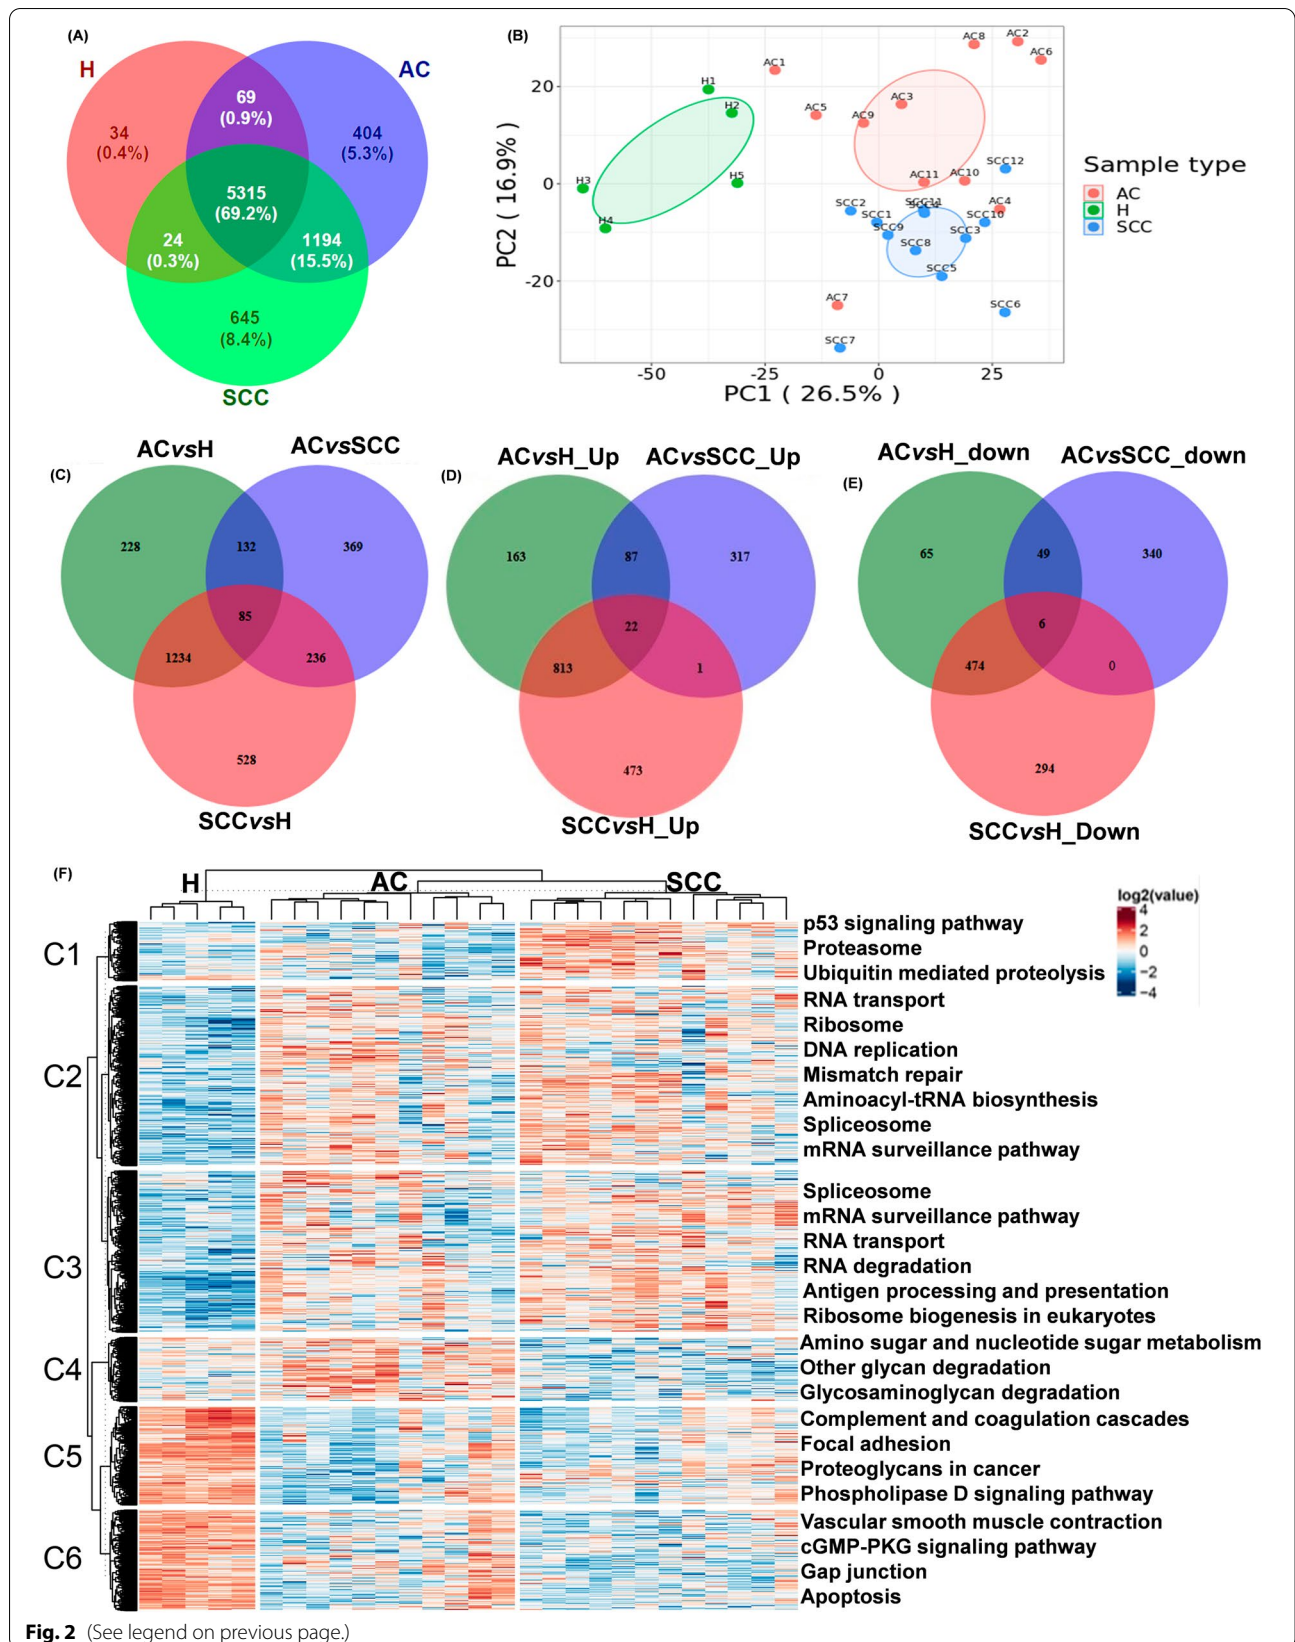 (A)
H
AC
69
(0.9%)
34
(0.4%)
404
(5.3%)
5315
(69.2%)
24
(0.3%)
1194
(15.5%)
645
(8.4%)
SCC
(B)
PC2 ( 16.9% )
20
0
-20
AC8
AC2
AC6
AC1
H1
H2
AC5
AC9
AC3
H3
H5
H4
AC11
AC10
SCC12
SCC2
SCC1
SCC11
SCC4
AC4
SCC10
SCC9
SCC3
SCC8
SCC5
AC7
SCC6
SCC7
-50
-25
0
25
PC1 ( 26.5% )
Sample type
AC
H
SCC
(C)
ACvsH
ACvsSCC
228
132
369
85
1234
236
528
SCCvsH
(D)
ACvsH_Up
ACvsSCC_Up
163
87
317
22
813
1
473
SCCvsH_Up
(E)
ACvsH_down
ACvsSCC_down
65
49
340
6
474
0
294
SCCvsH_Down
(F)
H
AC
SCC
log2(value)
4
2
0
−2
−4
C1
p53 signaling pathway
Proteasome
Ubiquitin mediated proteolysis
C2
RNA transport
Ribosome
DNA replication
Mismatch repair
Aminoacyl-tRNA biosynthesis
Spliceosome
mRNA surveillance pathway
C3
Spliceosome
mRNA surveillance pathway
RNA transport
RNA degradation
Antigen processing and presentation
Ribosome biogenesis in eukaryotes
C4
Amino sugar and nucleotide sugar metabolism
Other glycan degradation
Glycosaminoglycan degradation
C5
Complement and coagulation cascades
Focal adhesion
Proteoglycans in cancer
Phospholipase D signaling pathway
C6
Vascular smooth muscle contraction
cGMP-PKG signaling pathway
Gap junction
Apoptosis
Fig. 2 (See legend on previous page.)